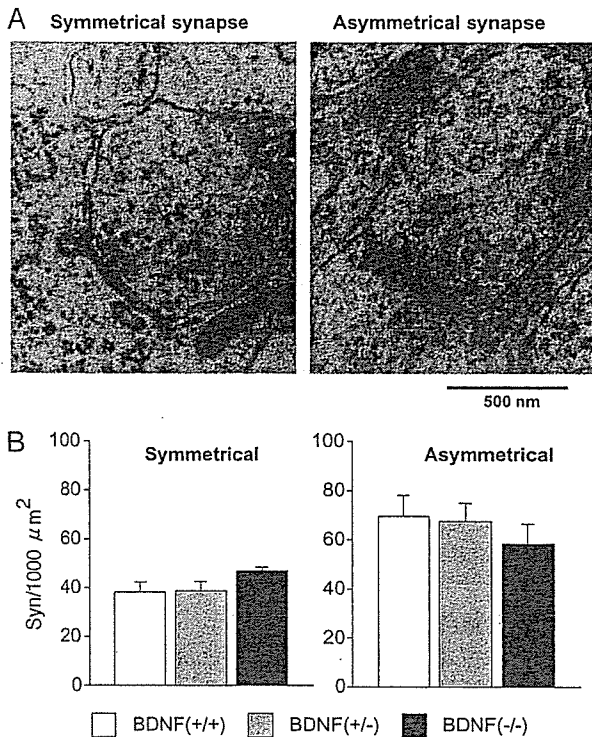 A
Symmetrical synapse
Asymmetrical synapse
500 nm
B
Syn/1000 μm²
100
80
60
40
20
0
Symmetrical
100
80
60
40
20
0
Asymmetrical
BDNF(+/+)
BDNF(+/-)
BDNF(-/-)